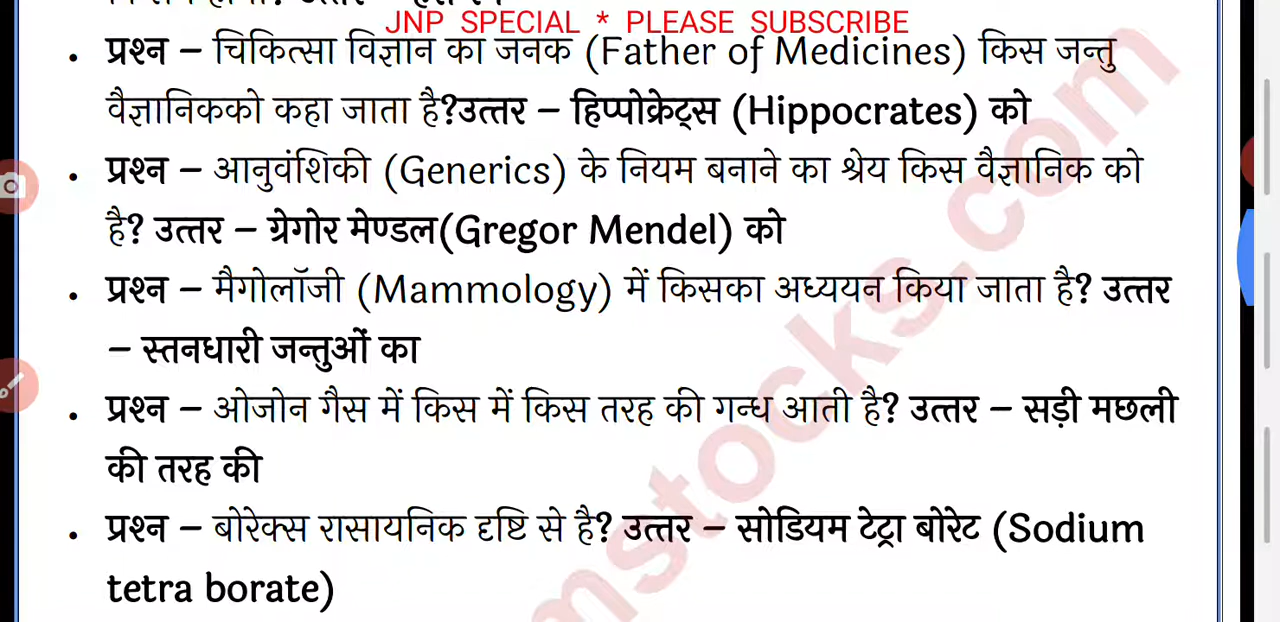 JNP SPECIAL * PLEASE SUBSCRIBE
• प्रश्न – चिकित्सा विज्ञान का जनक (Father of Medicines) किस जन्तु
वैज्ञानिकको कहा जाता है?उत्तर – हिप्पोक्रेट्स (Hippocrates) को
• प्रश्न – आनुवंशिकी (Generics) के नियम बनाने का श्रेय किस वैज्ञानिक को
है? उत्तर – ग्रेगोर मेण्डल(Gregor Mendel) को
• प्रश्न – मैगोलॉजी (Mammology) में किसका अध्ययन किया जाता है? उत्तर
– स्तनधारी जन्तुओं का
• प्रश्न – ओजोन गैस में किस में किस तरह की गन्ध आती है? उत्तर – सड़ी मछली
की तरह की
• प्रश्न – बोरेक्स रासायनिक दृष्टि से है? उत्तर – सोडियम टेट्रा बोरेट (Sodium
tetra borate)
mstocks.com